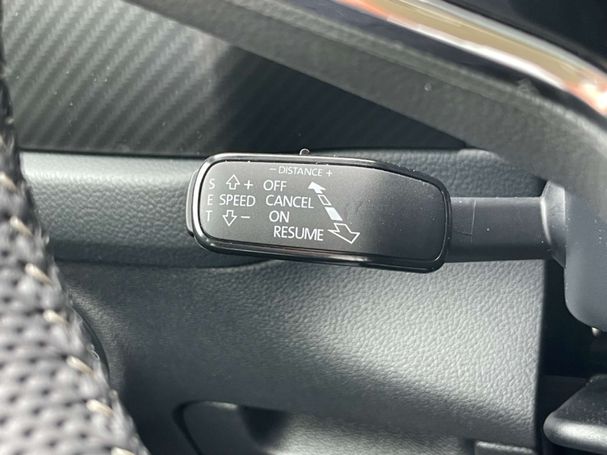 - DISTANCE +
S + OFF
E SPEED CANCEL
T - ON
RESUME